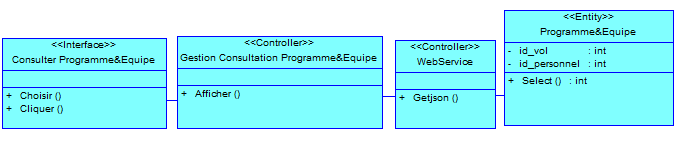 <<Interface>>
Consulter Programme&Equipe
+ Choisir ()
+ Cliquer ()
<<Controller>>
Gestion Consultation Programme&Equipe
+ Afficher ()
<<Controller>>
WebService
+ Getjson ()
<<Entity>>
Programme&Equipe
- id_vol : int
- id_personnel : int
+ Select () : int